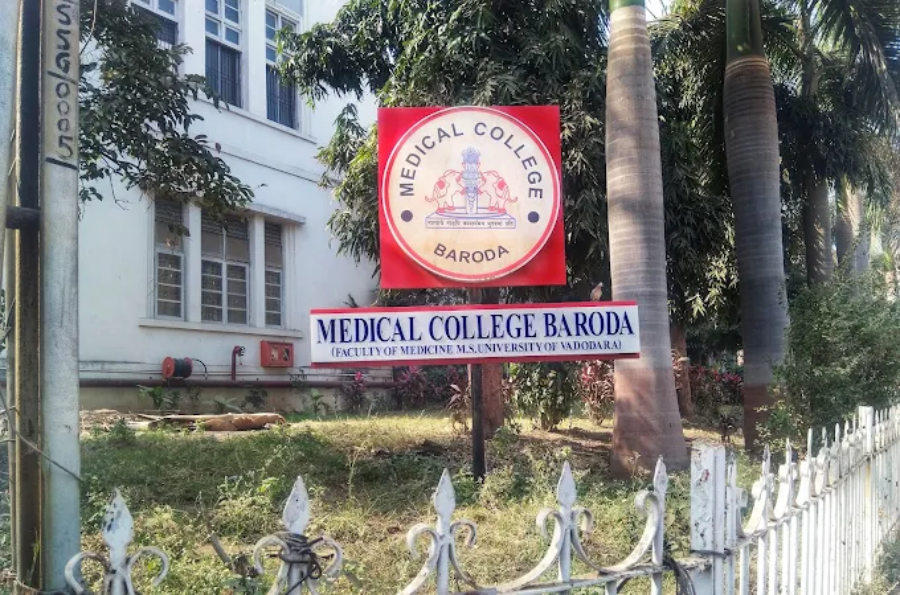 MEDICAL COLLEGE
BARODA
MEDICAL COLLEGE BARODA
(FACULTY OF MEDICINE M.S.UNIVERSITY OF VADODARA)